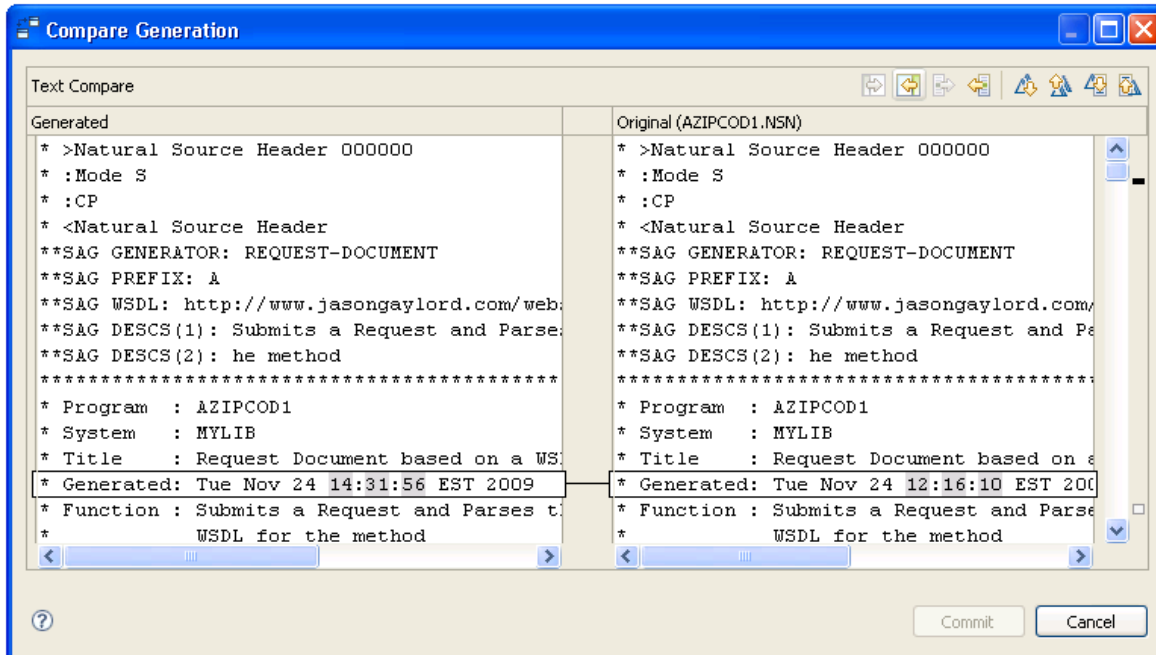 Compare Generation
Text Compare
Generated
* >Natural Source Header 000000
* :Mode S
* :CP
* <Natural Source Header
**SAG GENERATOR: REQUEST-DOCUMENT
**SAG PREFIX: A
**SAG WSDL: http://www.jasongaylord.com/web
**SAG DESCS(1): Submits a Request and Parse
**SAG DESCS(2): he method
*******************************************
* Program : AZIPCOD1
* System : MYLIB
* Title : Request Document based on a WS
* Generated: Tue Nov 24 14:31:56 EST 2009
* Function : Submits a Request and Parses t
* WSDL for the method
Original (AZIPCOD1.NSN)
* >Natural Source Header 000000
* :Mode S
* :CP
* <Natural Source Header
**SAG GENERATOR: REQUEST-DOCUMENT
**SAG PREFIX: A
**SAG WSDL: http://www.jasongaylord.com/
**SAG DESCS(1): Submits a Request and Pa
**SAG DESCS(2): he method
****************************************
* Program : AZIPCOD1
* System : MYLIB
* Title : Request Document based on a
* Generated: Tue Nov 24 12:16:10 EST 200
* Function : Submits a Request and Parse
* WSDL for the method
Commit
Cancel